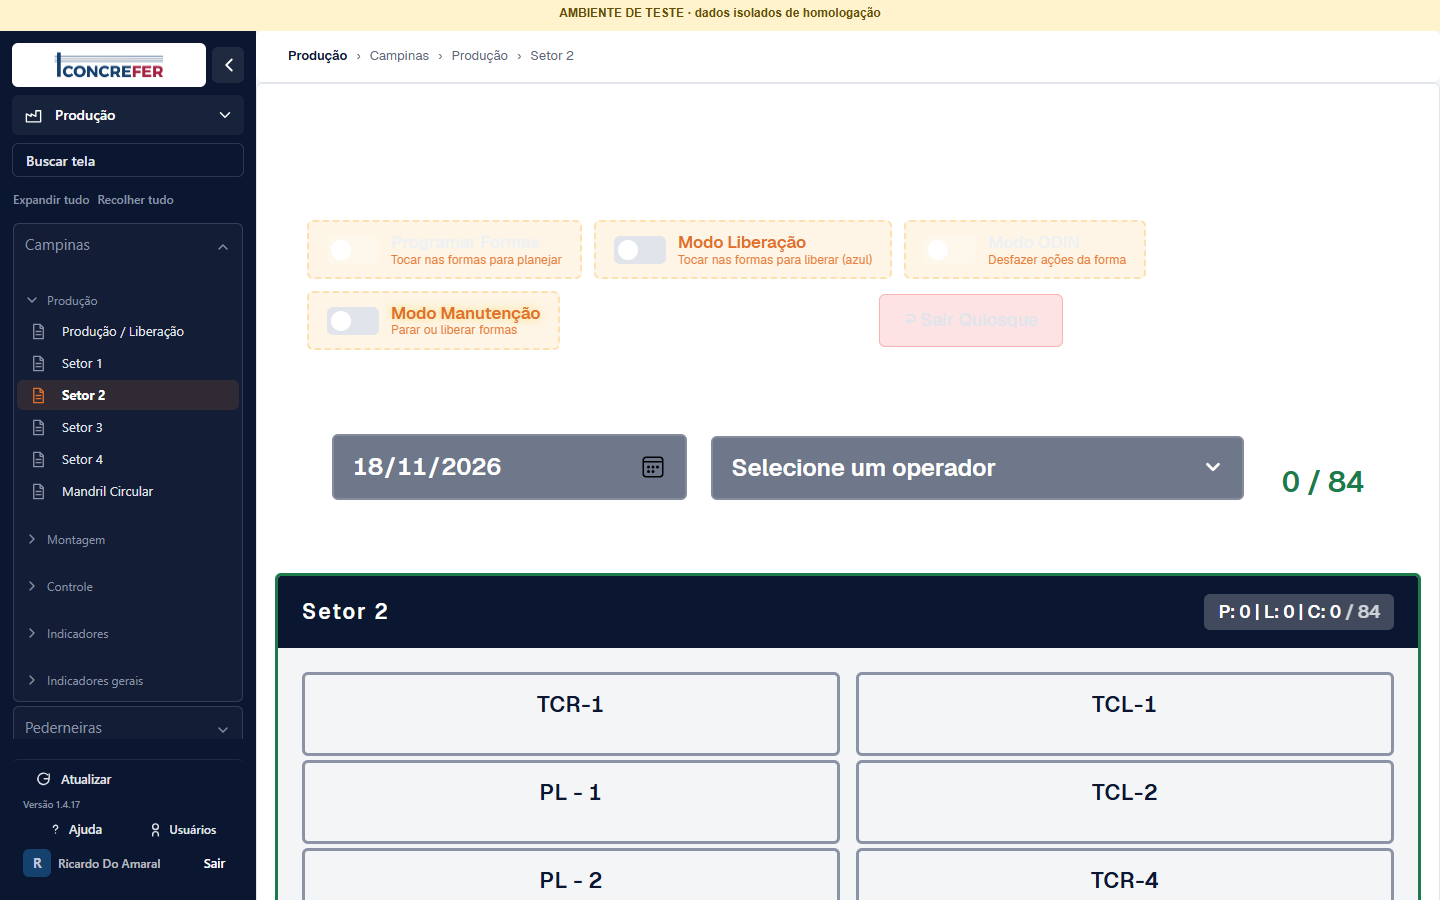 AMBIENTE DE TESTE · dados isolados de homologação
CONCREFER
Produção
Buscar tela
Expandir tudo Recolher tudo
Campinas
Produção
Produção / Liberação
Setor 1
Setor 2
Setor 3
Setor 4
Mandril Circular
Montagem
Controle
Indicadores
Indicadores gerais
Pederneiras
Atualizar
Versão 1.4.17
? Ajuda Usuários
R Ricardo Do Amaral Sair
Produção › Campinas › Produção › Setor 2
Programar Formas
Tocar nas formas para planejar
Modo Liberação
Tocar nas formas para liberar (azul)
Modo ODIN
Desfazer ações da forma
Modo Manutenção
Parar ou liberar formas
Sair Quiosque
18/11/2026
Selecione um operador
0 / 84
Setor 2
P: 0 | L: 0 | C: 0 / 84
TCR-1 TCL-1
PL - 1 TCL-2
PL - 2 TCR-4